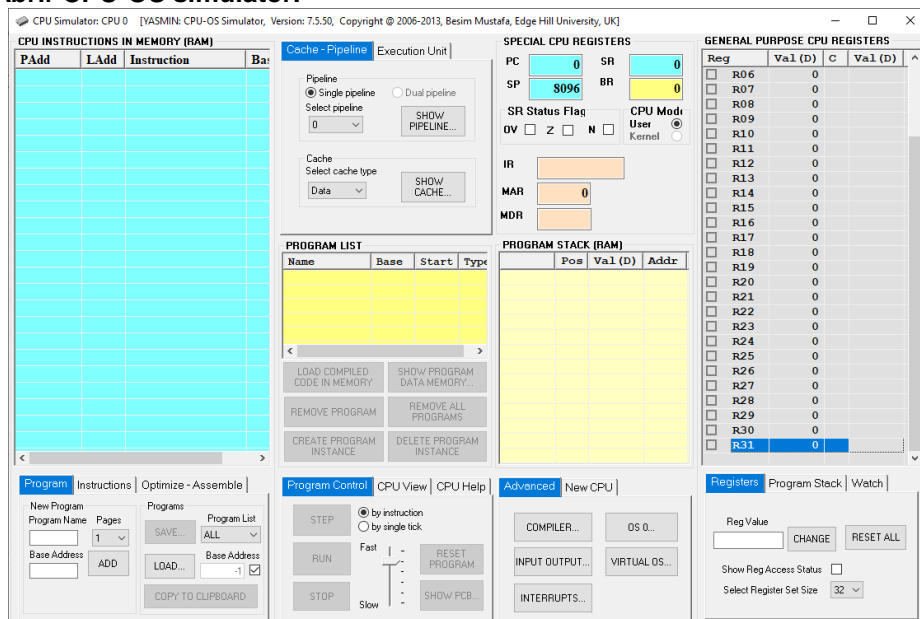 CPU Simulator: CPU 0 [YASMIN: CPU-OS Simulator, Version: 7.5.50, Copyright @ 2006-2013, Besim Mustafa, Edge Hill University, UK]
CPU INSTRUCTIONS IN MEMORY (RAM)
PAdd LAdd Instruction Bas
Program Instructions Optimize - Assemble
New Program
Program Name Pages
1
Base Address
ADD
Programs
SAVE...
Program List
ALL
LOAD...
Base Address
-1
COPY TO CLIPBOARD
Cache - Pipeline Execution Unit
Pipeline
Single pipeline Dual pipeline
Select pipeline
0
SHOW
PIPELINE...
Cache
Select cache type
Data
SHOW
CACHE...
PROGRAM LIST
Name Base Start Type
LOAD COMPILED
CODE IN MEMORY
SHOW PROGRAM
DATA MEMORY...
REMOVE PROGRAM
REMOVE ALL
PROGRAMS
CREATE PROGRAM
INSTANCE
DELETE PROGRAM
INSTANCE
Program Control CPU View CPU Help
STEP
by instruction
by single tick
RUN
Fast
Slow
RESET
PROGRAM
STOP
SHOW PCB...
SPECIAL CPU REGISTERS
PC 0 SR 0
SP 8096 BR 0
SR Status Flag
OV Z N
CPU Mode
User
Kernel
IR
MAR 0
MDR
PROGRAM STACK (RAM)
Pos Val(D) Addr
Advanced New CPU
COMPILER... OS 0...
INPUT OUTPUT... VIRTUAL OS...
INTERRUPTS...
GENERAL PURPOSE CPU REGISTERS
Reg Val(D) C Val(D)
R06 0
R07 0
R08 0
R09 0
R10 0
R11 0
R12 0
R13 0
R14 0
R15 0
R16 0
R17 0
R18 0
R19 0
R20 0
R21 0
R22 0
R23 0
R24 0
R25 0
R26 0
R27 0
R28 0
R29 0
R30 0
R31 0
Registers Program Stack Watch
Reg Value
CHANGE RESET ALL
Show Reg Access Status
Select Register Set Size 32